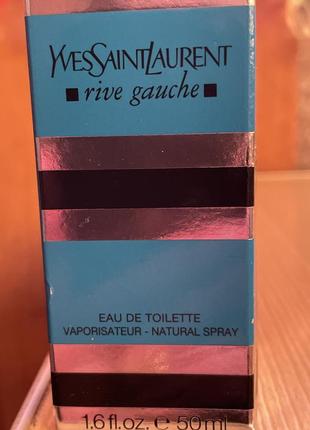 YVESSAINTLAURENT
rive gauche
EAU DE TOILETTE
VAPORISATEUR - NATURAL SPRAY
1.6 fl.oz. e 50ml